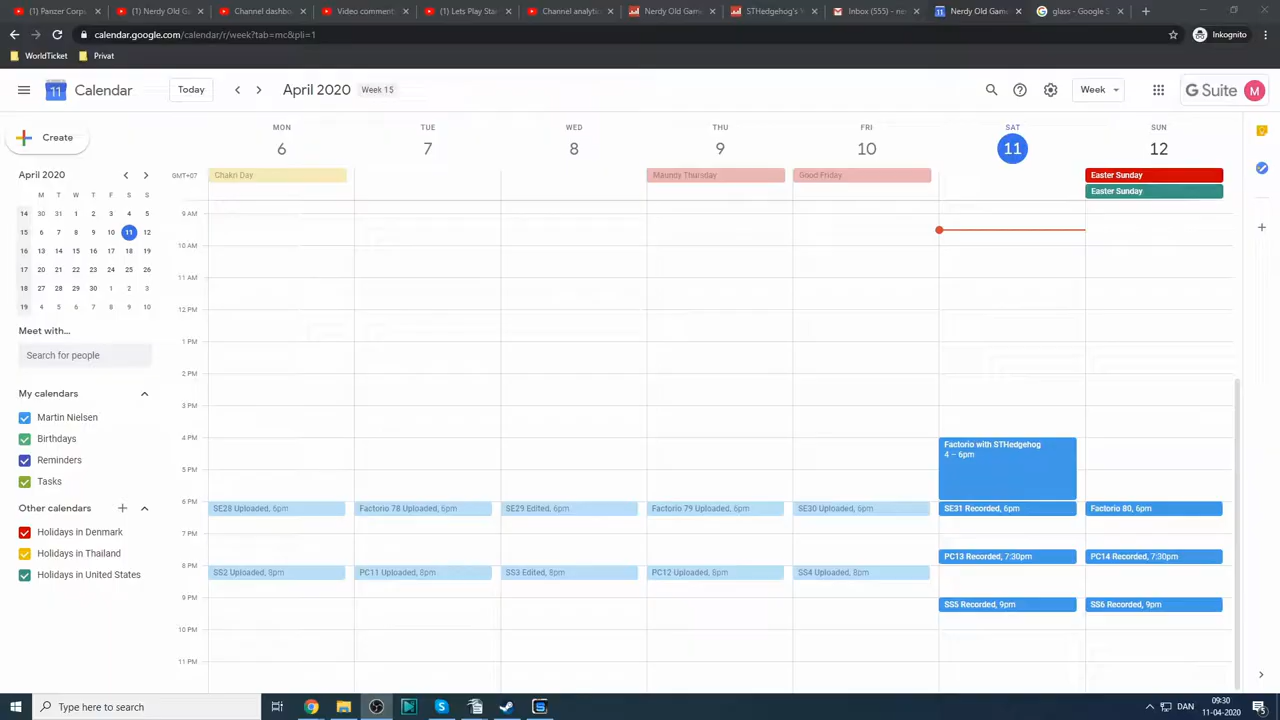 (1) Panzer Corp
Nerdy Old Ga
Channel dashbo
Video comment
(1) Lets Play Sta
Channel analytic
Nerdy Old Game
STHedgehog's
Inbox (555) - ne
Nerdy Old Gam
glass - Google S
calendar.google.com/calendar/r/week?tab=mc&pli=1
Inkognito
WorldTicket
Privat
11
Calendar
Today
April 2020
Week 15
Week
G Suite
M
Create
MON
TUE
WED
THU
FRI
SAT
SUN
6
7
8
9
10
11
12
GMT+07
Chakri Day
Maundy Thursday
Good Friday
Easter Sunday
Easter Sunday
April 2020
M T W T F S S
14 30 31 1 2 3 4 5
15 6 7 8 9 10 11 12
16 13 14 15 16 17 18 19
17 20 21 22 23 24 25 26
18 27 28 29 30 1 2 3
19 4 5 6 7 8 9 10
Meet with...
Search for people
My calendars
Martin Nielsen
Birthdays
Reminders
Tasks
Other calendars
Holidays in Denmark
Holidays in Thailand
Holidays in United States
9 AM
10 AM
11 AM
12 PM
1 PM
2 PM
3 PM
4 PM
5 PM
6 PM
7 PM
8 PM
9 PM
10 PM
11 PM
Factorio with STHedgehog
4 – 6pm
SE28 Uploaded, 6pm
Factorio 78 Uploaded, 6pm
SE29 Edited, 6pm
Factorio 79 Uploaded, 6pm
SE30 Uploaded, 6pm
SE31 Recorded, 6pm
Factorio 80, 6pm
PC13 Recorded, 7:30pm
PC14 Recorded, 7:30pm
SS2 Uploaded, 8pm
PC11 Uploaded, 8pm
SS3 Edited, 8pm
PC12 Uploaded, 8pm
SS4 Uploaded, 8pm
SS5 Recorded, 9pm
SS6 Recorded, 9pm
Type here to search
DAN
09:30
11-04-2020
5